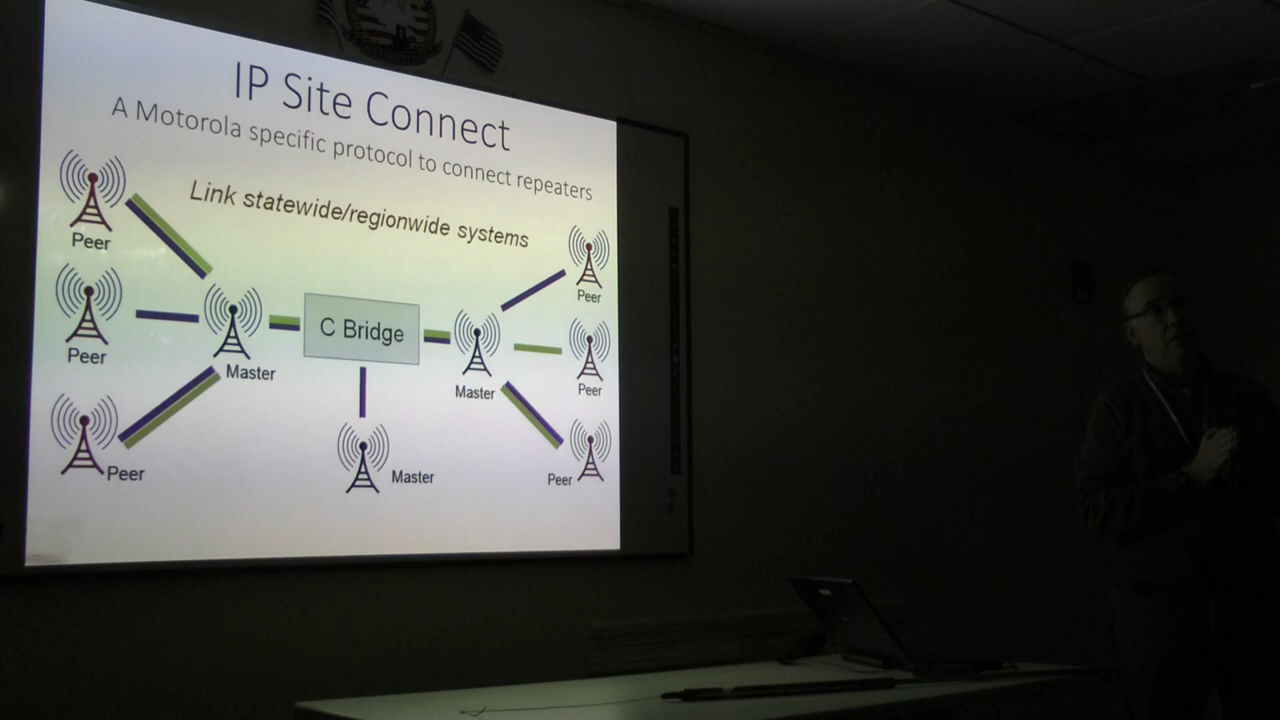 IP Site Connect
A Motorola specific protocol to connect repeaters
Link statewide/regionwide systems
Peer
Peer
Peer
Master
C Bridge
Master
Master
Peer
Peer
Peer